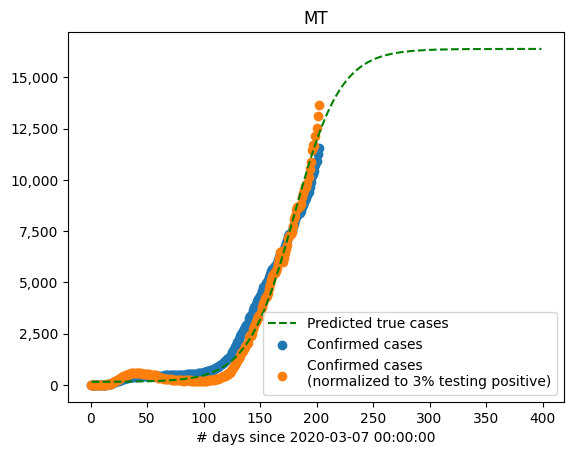 MT
15,000
12,500
10,000
7,500
5,000
2,500
0
0 50 100 150 200 250 300 350 400
# days since 2020-03-07 00:00:00
Predicted true cases
Confirmed cases
Confirmed cases
(normalized to 3% testing positive)